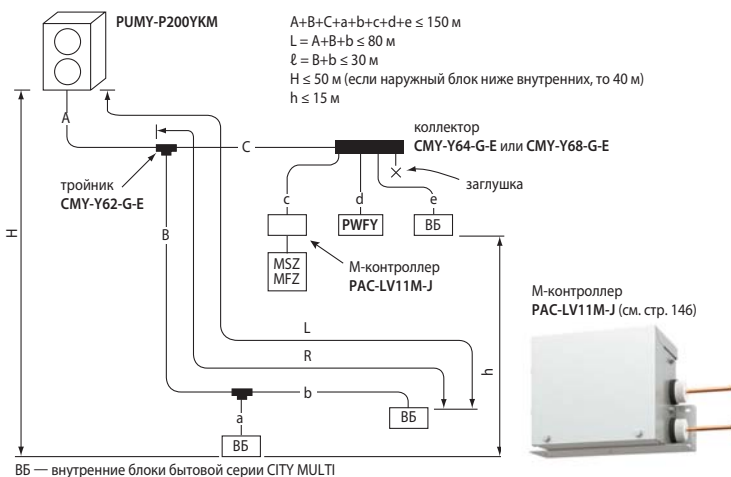 PUMY-P200YKM
A+B+C+a+b+c+d+e ≤ 150 м
L = A+B+b ≤ 80 м
ℓ = B+b ≤ 30 м
H ≤ 50 м (если наружный блок ниже внутренних, то 40 м)
h ≤ 15 м
A
C
коллектор
CMY-Y64-G-E или CMY-Y68-G-E
заглушка
тройник
CMY-Y62-G-E
c
d
e
PWFY
ВБ
H
B
MSZ
MFZ
М-контроллер
PAC-LV11M-J
М-контроллер
PAC-LV11M-J (см. стр. 146)
L
R
h
b
a
ВБ
ВБ
ВБ — внутренние блоки бытовой серии CITY MULTI